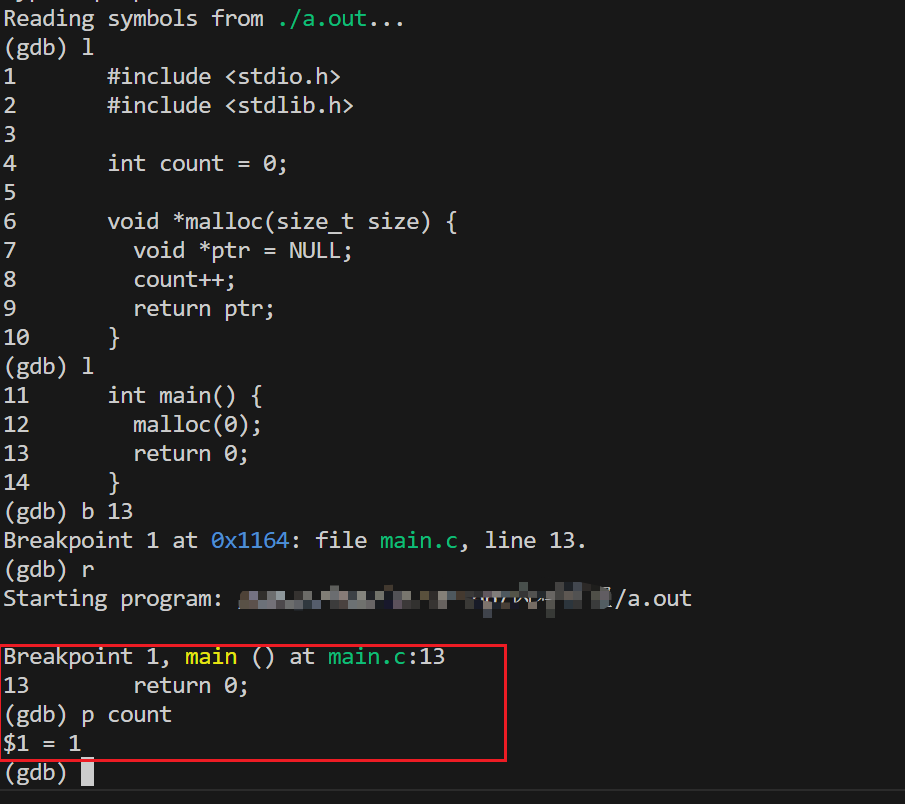 Reading symbols from ./a.out...
(gdb) l
1       #include <stdio.h>
2       #include <stdlib.h>
3
4       int count = 0;
5
6       void *malloc(size_t size) {
7         void *ptr = NULL;
8         count++;
9         return ptr;
10      }
(gdb) l
11      int main() {
12        malloc(0);
13        return 0;
14      }
(gdb) b 13
Breakpoint 1 at 0x1164: file main.c, line 13.
(gdb) r
Starting program: /a.out
Breakpoint 1, main () at main.c:13
13        return 0;
(gdb) p count
$1 = 1
(gdb)